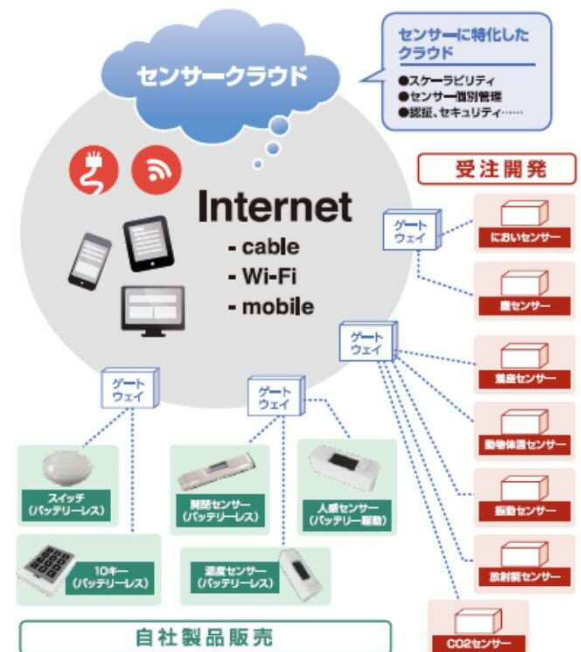 センサークラウド
センサーに特化した
クラウド
●スケーラビリティ
●センサー個別管理
●認証、セキュリティ……
受注開発
Internet
- cable
- Wi-Fi
- mobile
ゲート
ウェイ
においセンサー
塵センサー
ゲート
ウェイ
着座センサー
動物体温センサー
振動センサー
放射能センサー
CO2センサー
ゲート
ウェイ
ゲート
ウェイ
スイッチ
(バッテリーレス)
開閉センサー
(バッテリーレス)
人感センサー
(バッテリー駆動)
10キー
(バッテリーレス)
温度センサー
(バッテリーレス)
自社製品販売